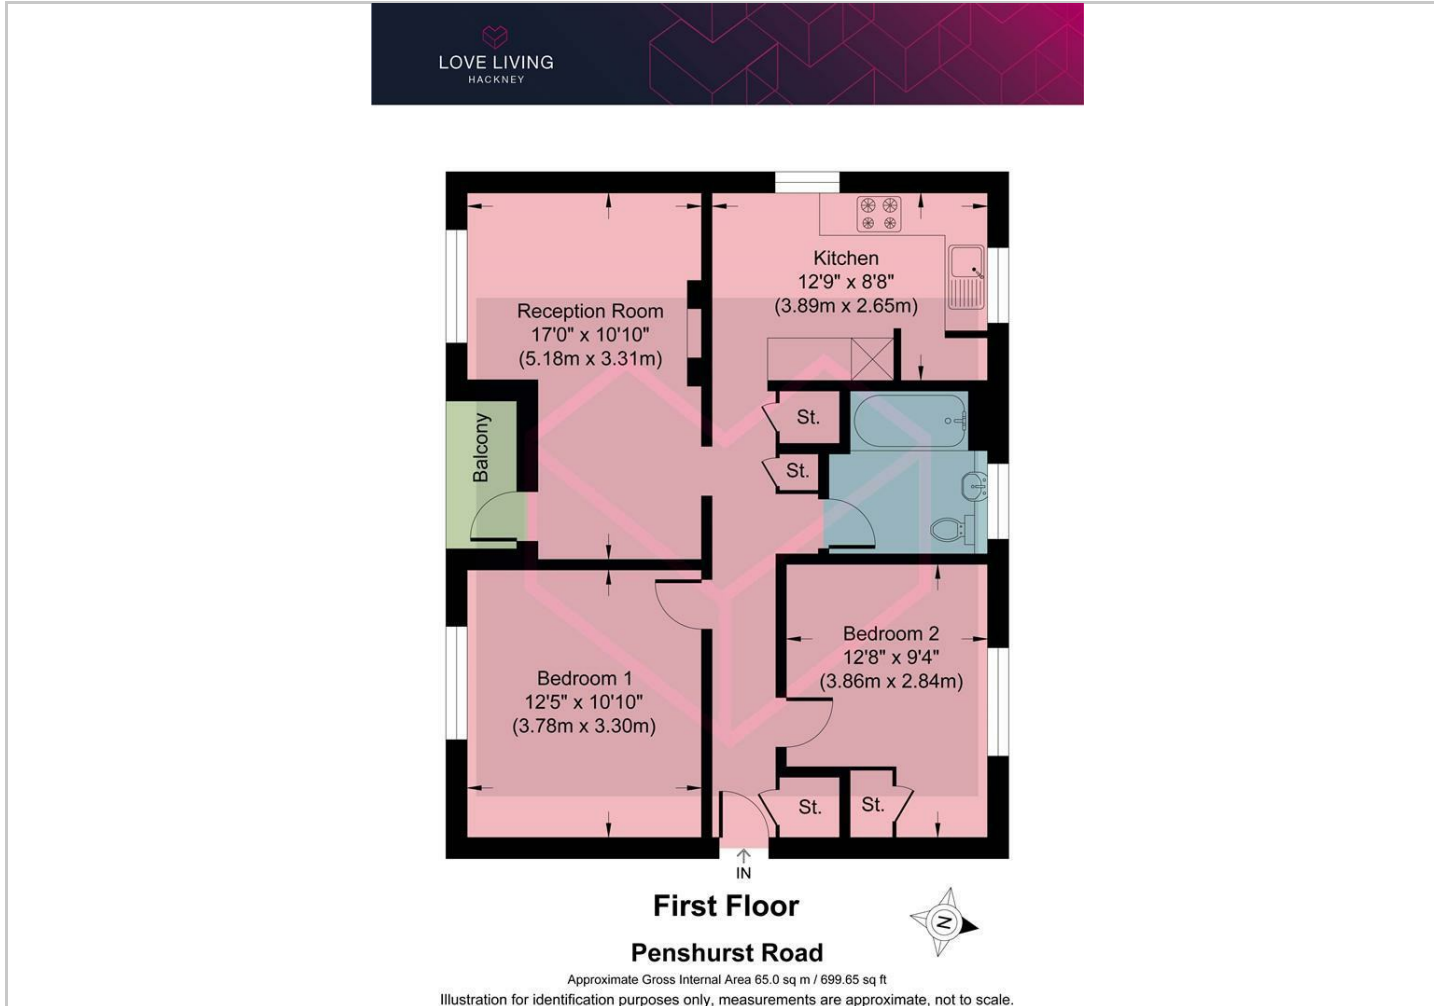 LOVE LIVING
HACKNEY
Kitchen
12'9" x 8'8"
(3.89m x 2.65m)
Reception Room
17'0" x 10'10"
(5.18m x 3.31m)
Balcony
St.
St.
Bedroom 2
12'8" x 9'4"
(3.86m x 2.84m)
Bedroom 1
12'5" x 10'10"
(3.78m x 3.30m)
St.
St.
IN
First Floor
N
Penshurst Road
Approximate Gross Internal Area 65.0 sq m / 699.65 sq ft
Illustration for identification purposes only, measurements are approximate, not to scale.